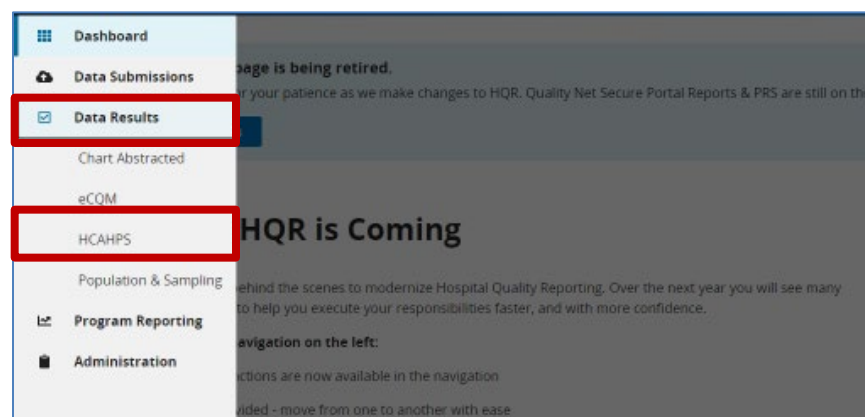 Dashboard
Data Submissions
Data Results
Chart Abstracted
eCQM
HCAHPS
Population & Sampling
Program Reporting
Administration
page is being retired.
or your patience as we make changes to HQR. Quality Net Secure Portal Reports & PRS are still on
HQR is Coming
behind the scenes to modernize Hospital Quality Reporting. Over the next year you will see many
to help you execute your responsibilities faster, and with more confidence.
avigation on the left:
ctions are now available in the navigation
vided - move from one to another with ease